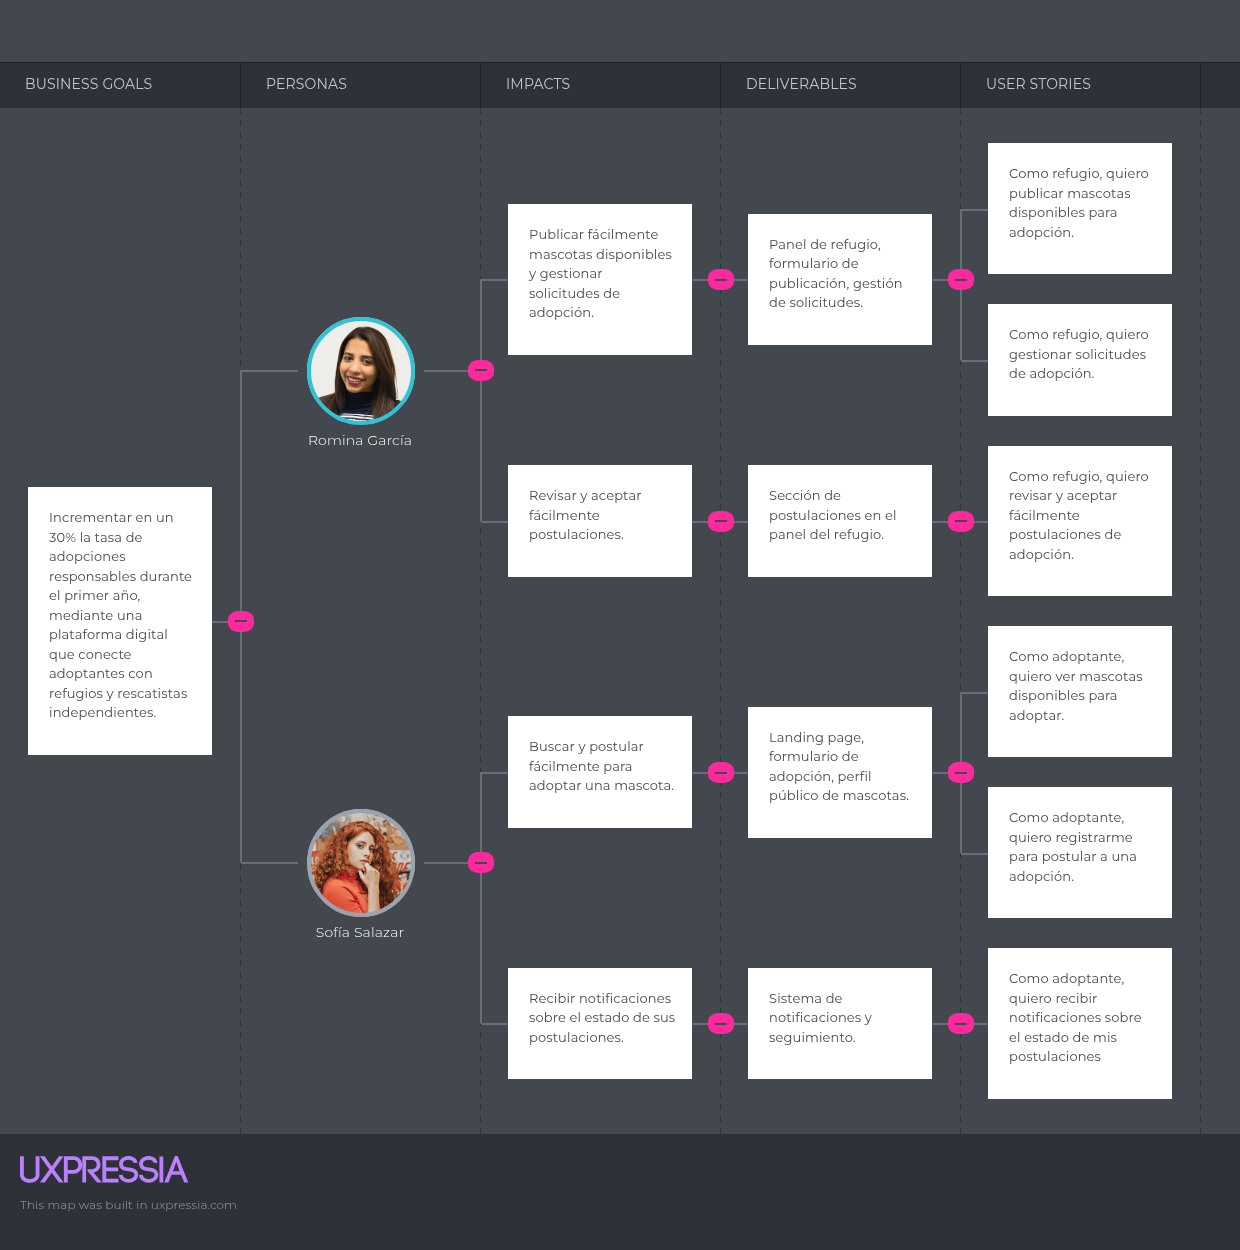 BUSINESS GOALS
PERSONAS
IMPACTS
DELIVERABLES
USER STORIES
Incrementar en un
30% la tasa de
adopciones
responsables durante
el primer año,
mediante una
plataforma digital
que conecte
adoptantes con
refugios y rescatistas
independientes.
Romina García
Publicar fácilmente
mascotas disponibles
y gestionar
solicitudes de
adopción.
Panel de refugio,
formulario de
publicación, gestión
de solicitudes.
Como refugio, quiero
publicar mascotas
disponibles para
adopción.
Como refugio, quiero
gestionar solicitudes
de adopción.
Revisar y aceptar
fácilmente
postulaciones.
Sección de
postulaciones en el
panel del refugio.
Como refugio, quiero
revisar y aceptar
fácilmente
postulaciones de
adopción.
Sofía Salazar
Buscar y postular
fácilmente para
adoptar una mascota.
Landing page,
formulario de
adopción, perfil
público de mascotas.
Como adoptante,
quiero ver mascotas
disponibles para
adoptar.
Como adoptante,
quiero registrarme
para postular a una
adopción.
Recibir notificaciones
sobre el estado de sus
postulaciones.
Sistema de
notificaciones y
seguimiento.
Como adoptante,
quiero recibir
notificaciones sobre
el estado de mis
postulaciones
UXPRESSIA
This map was built in uxpressia.com